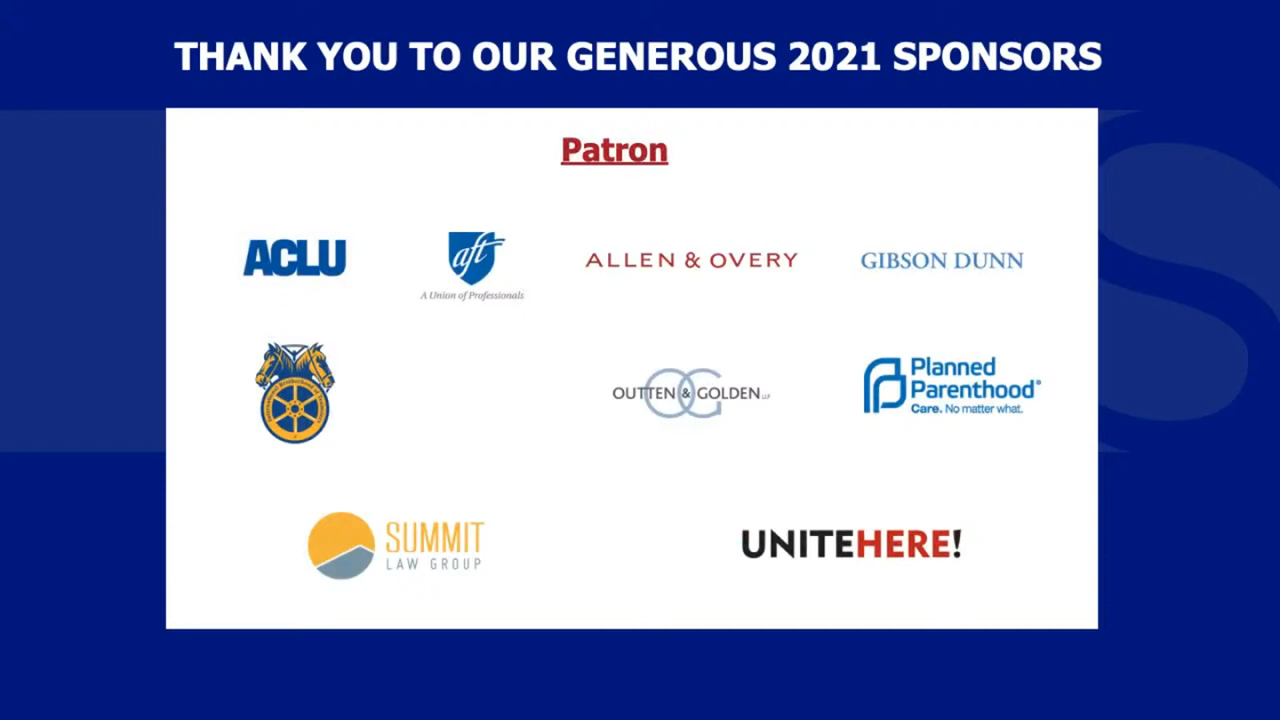 THANK YOU TO OUR GENEROUS 2021 SPONSORS
Patron
ACLU
aft
A Union of Professionals
ALLEN & OVERY
GIBSON DUNN
OUTTEN & GOLDEN LLP
Planned
Parenthood®
Care. No matter what.
SUMMIT
LAW GROUP
UNITEHERE!